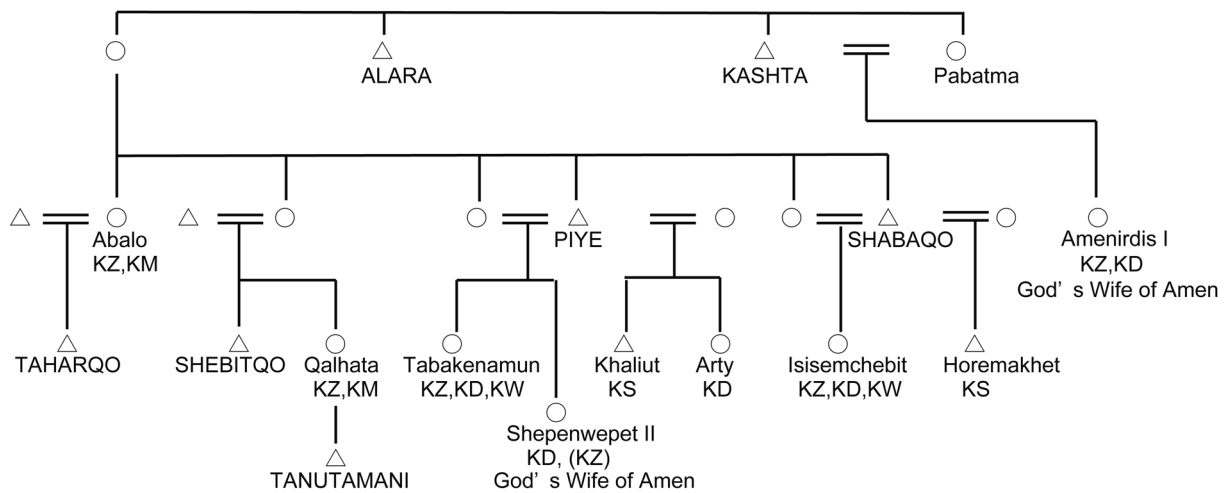 ALARA
KASHTA
Pabatma
Abalo
KZ,KM
PIYE
SHABAQO
Amenirdis I
KZ,KD
God’ s Wife of Amen
TAHARQO
SHEBITQO
Qalhata
KZ,KM
Tabakenamun
KZ,KD,KW
Khaliut
KS
Arty
KD
Isisemchebit
KZ,KD,KW
Horemakhet
KS
Shepenwepet II
KD, (KZ)
God’ s Wife of Amen
TANUTAMANI